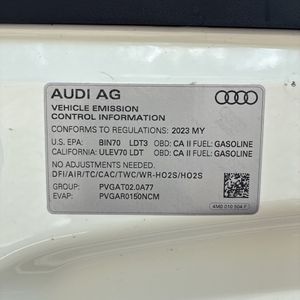 AUDI AG
VEHICLE EMISSION
CONTROL INFORMATION
CONFORMS TO REGULATIONS: 2023 MY
U.S. EPA: BIN70 LDT3 OBD: CA II FUEL: GASOLINE
CALIFORNIA: ULEV70 LDT OBD: CA II FUEL: GASOLINE
NO ADJUSTMENTS NEEDED.
DFI/AIR/TC/CAC/TWC/WR-HO2S/HO2S
GROUP: PVGAT02.0A77
EVAP: PVGAR0150NCM
4M0 010 504 F